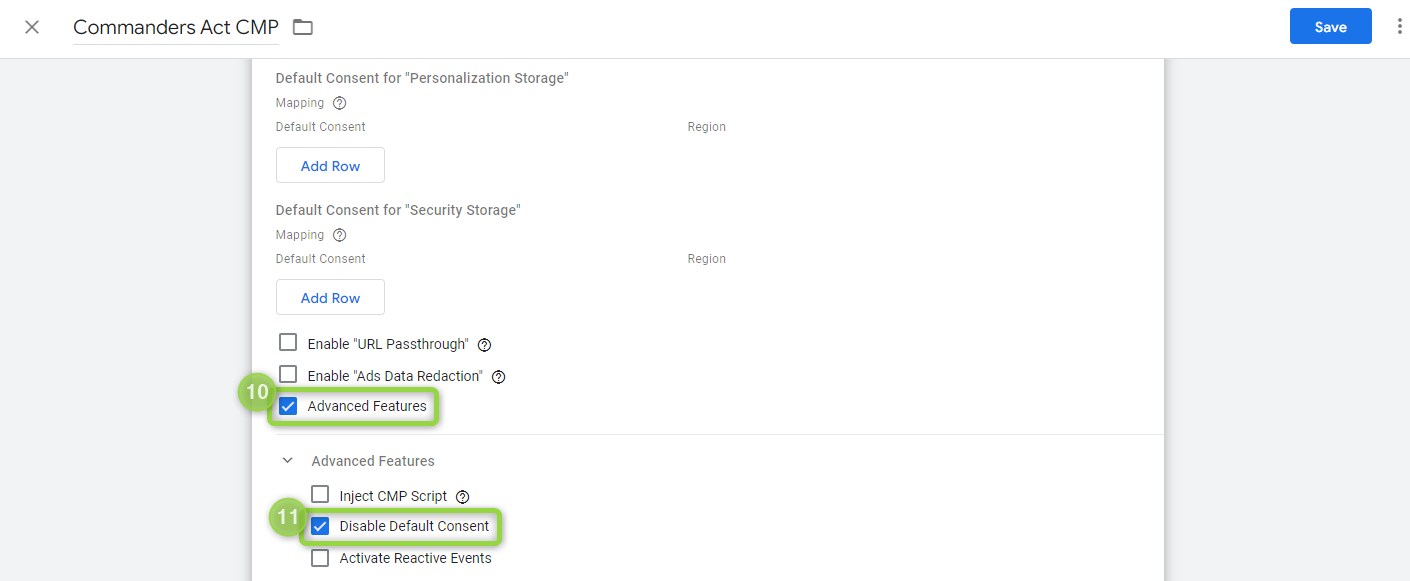 Commanders Act CMP
Save
Default Consent for "Personalization Storage"
Mapping ?
Default Consent Region
Add Row
Default Consent for "Security Storage"
Mapping ?
Default Consent Region
Add Row
Enable "URL Passthrough" ?
Enable "Ads Data Redaction" ?
10 Advanced Features
Advanced Features
Inject CMP Script ?
11 Disable Default Consent
Activate Reactive Events